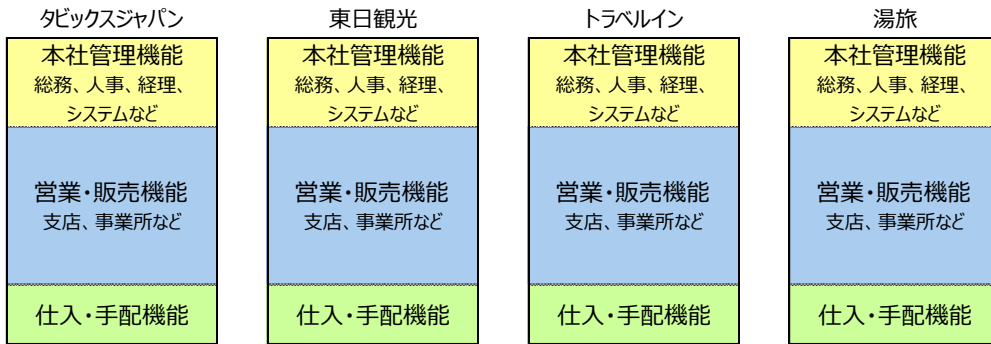 タビックスジャパン
本社管理機能
総務、人事、経理、
システムなど
営業・販売機能
支店、事業所など
仕入・手配機能
東日観光
本社管理機能
総務、人事、経理、
システムなど
営業・販売機能
支店、事業所など
仕入・手配機能
トラベルイン
本社管理機能
総務、人事、経理、
システムなど
営業・販売機能
支店、事業所など
仕入・手配機能
湯旅
本社管理機能
総務、人事、経理、
システムなど
営業・販売機能
支店、事業所など
仕入・手配機能